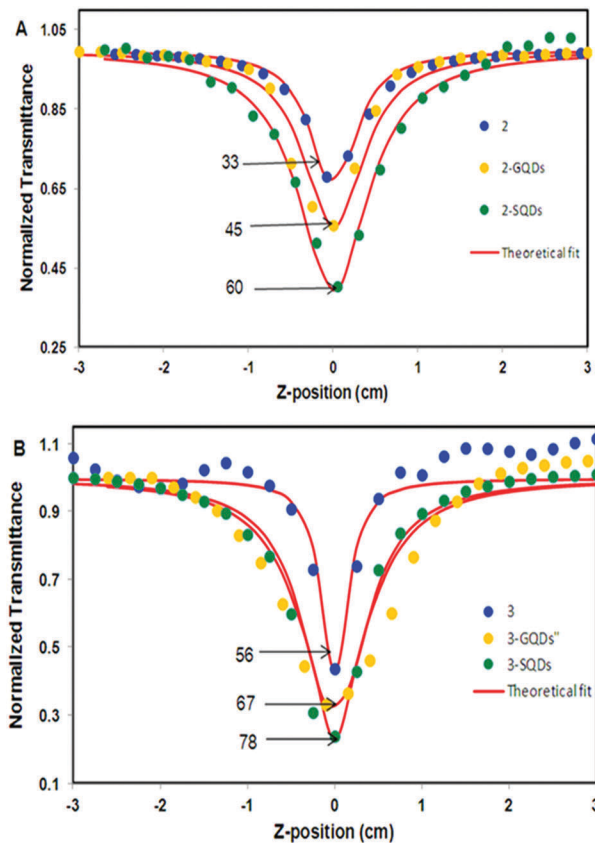 A
1.05
0.85
0.65
0.45
0.25
Normalized Transmittance
33
45
60
2
2-GQDs
2-SQDs
Theoretical fit
-3 -2 -1 0 1 2 3
Z-position (cm)
B
1.1
0.9
0.7
0.5
0.3
0.1
Normalized Transmittance
56
67
78
3
3-GQDs"
3-SQDs
Theoretical fit
-3 -2 -1 0 1 2 3
Z-position (cm)